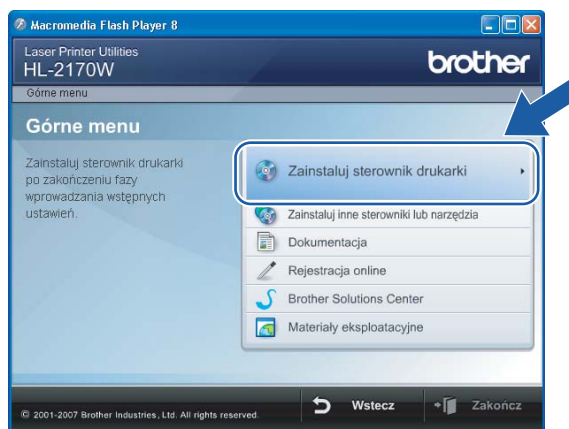 Macromedia Flash Player 8
Laser Printer Utilities
HL-2170W
brother
Górne menu
Górne menu
Zainstaluj sterownik drukarki
po zakończeniu fazy
wprowadzania wstępnych
ustawień.
Zainstaluj sterownik drukarki
Zainstaluj inne sterowniki lub narzędzia
Dokumentacja
Rejestracja online
Brother Solutions Center
Materiały eksploatacyjne
© 2001-2007 Brother Industries, Ltd. All rights reserved.
Wstecz
Zakończ